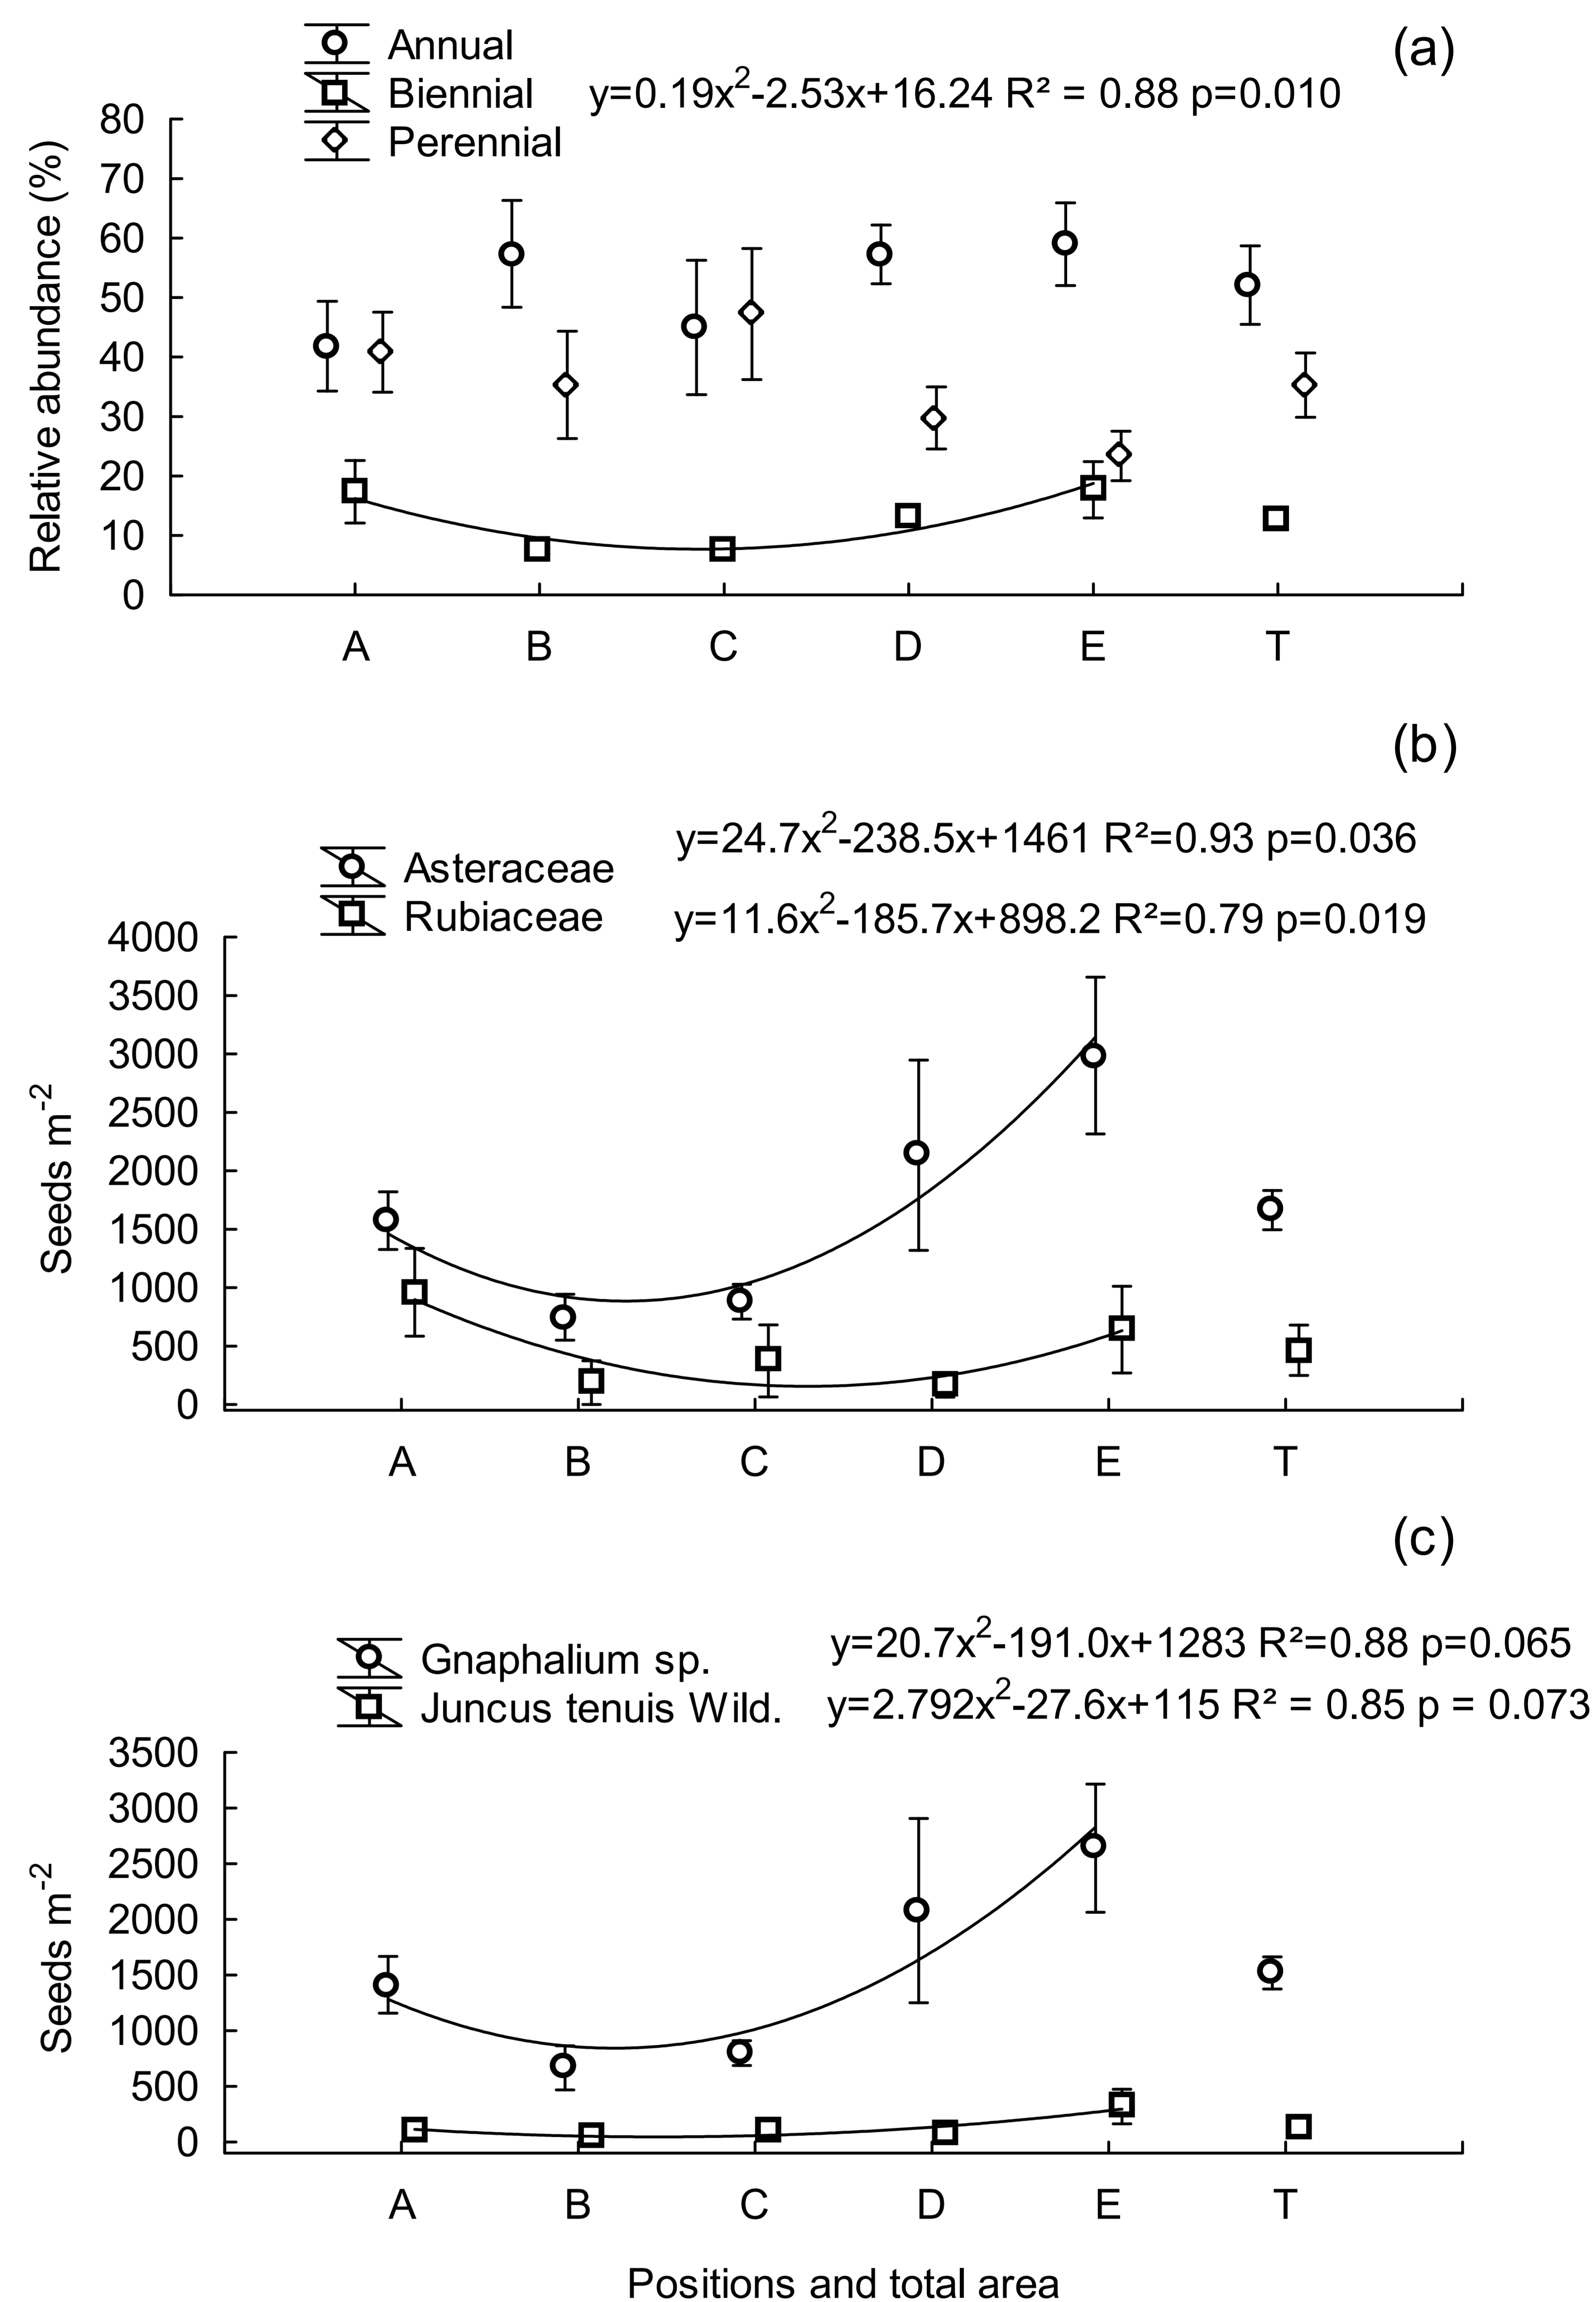 Annual
(a)
Biennial y=0.19x²-2.53x+16.24 R² = 0.88 p=0.010
Perennial
Relative abundance (%)
80
70
60
50
40
30
20
10
0
A B C D E T
(b)
y=24.7x²-238.5x+1461 R²=0.93 p=0.036
Asteraceae
Rubiaceae y=11.6x²-185.7x+898.2 R²=0.79 p=0.019
Seeds m⁻²
4000
3500
3000
2500
2000
1500
1000
500
0
A B C D E T
(c)
Gnaphalium sp. y=20.7x²-191.0x+1283 R²=0.88 p=0.065
Juncus tenuis Wild. y=2.792x²-27.6x+115 R² = 0.85 p = 0.073
Seeds m⁻²
3500
3000
2500
2000
1500
1000
500
0
A B C D E T
Positions and total area